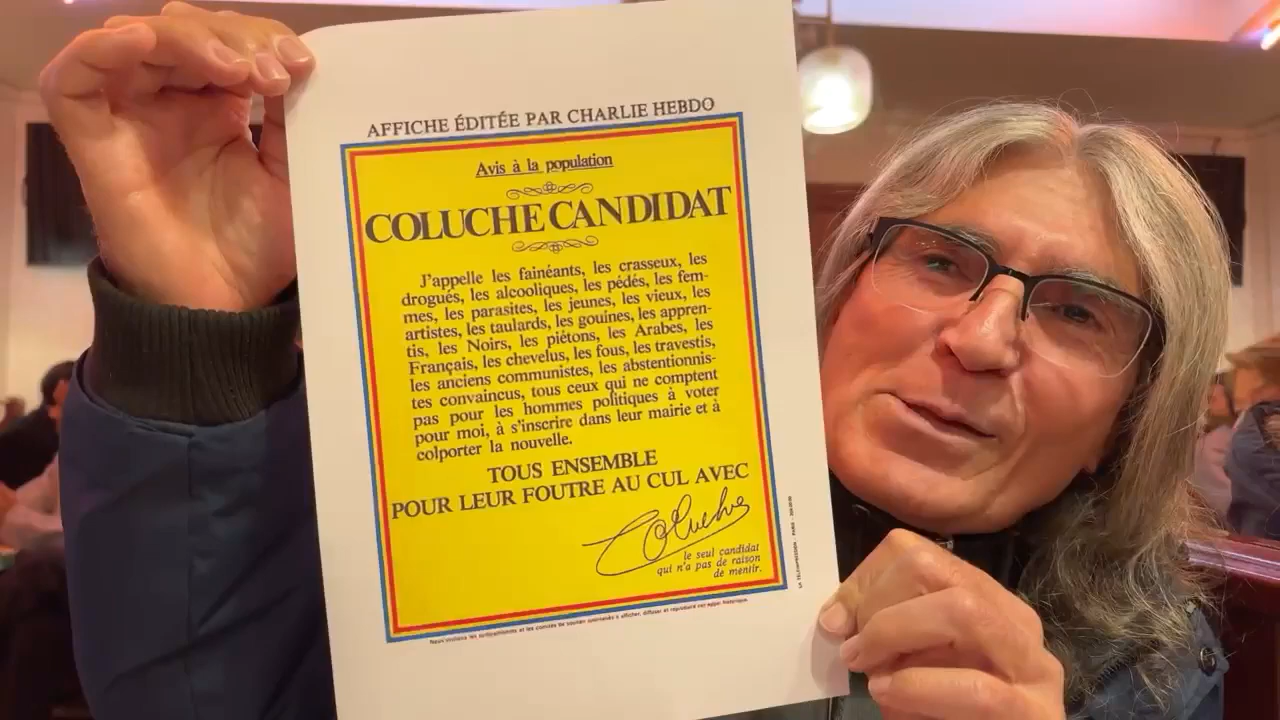 AFFICHE ÉDITÉE PAR CHARLIE HEBDO
Avis à la population
COLUCHE CANDIDAT
J'appelle les fainéants, les crasseux, les
drogués, les alcooliques, les pédés, les fem-
mes, les parasites, les jeunes, les vieux, les
artistes, les taulards, les gouines, les appren-
tis, les Noirs, les piétons, les Arabes, les
Français, les chevelus, les fous, les travestis,
les anciens communistes, les abstentionnis-
tes convaincus, tous ceux qui ne comptent
pas pour les hommes politiques à voter
pour moi, à s'inscrire dans leur mairie et à
colporter la nouvelle.
TOUS ENSEMBLE
POUR LEUR FOUTRE AU CUL AVEC
Coluche
le seul candidat
qui n'a pas de raison
de mentir.